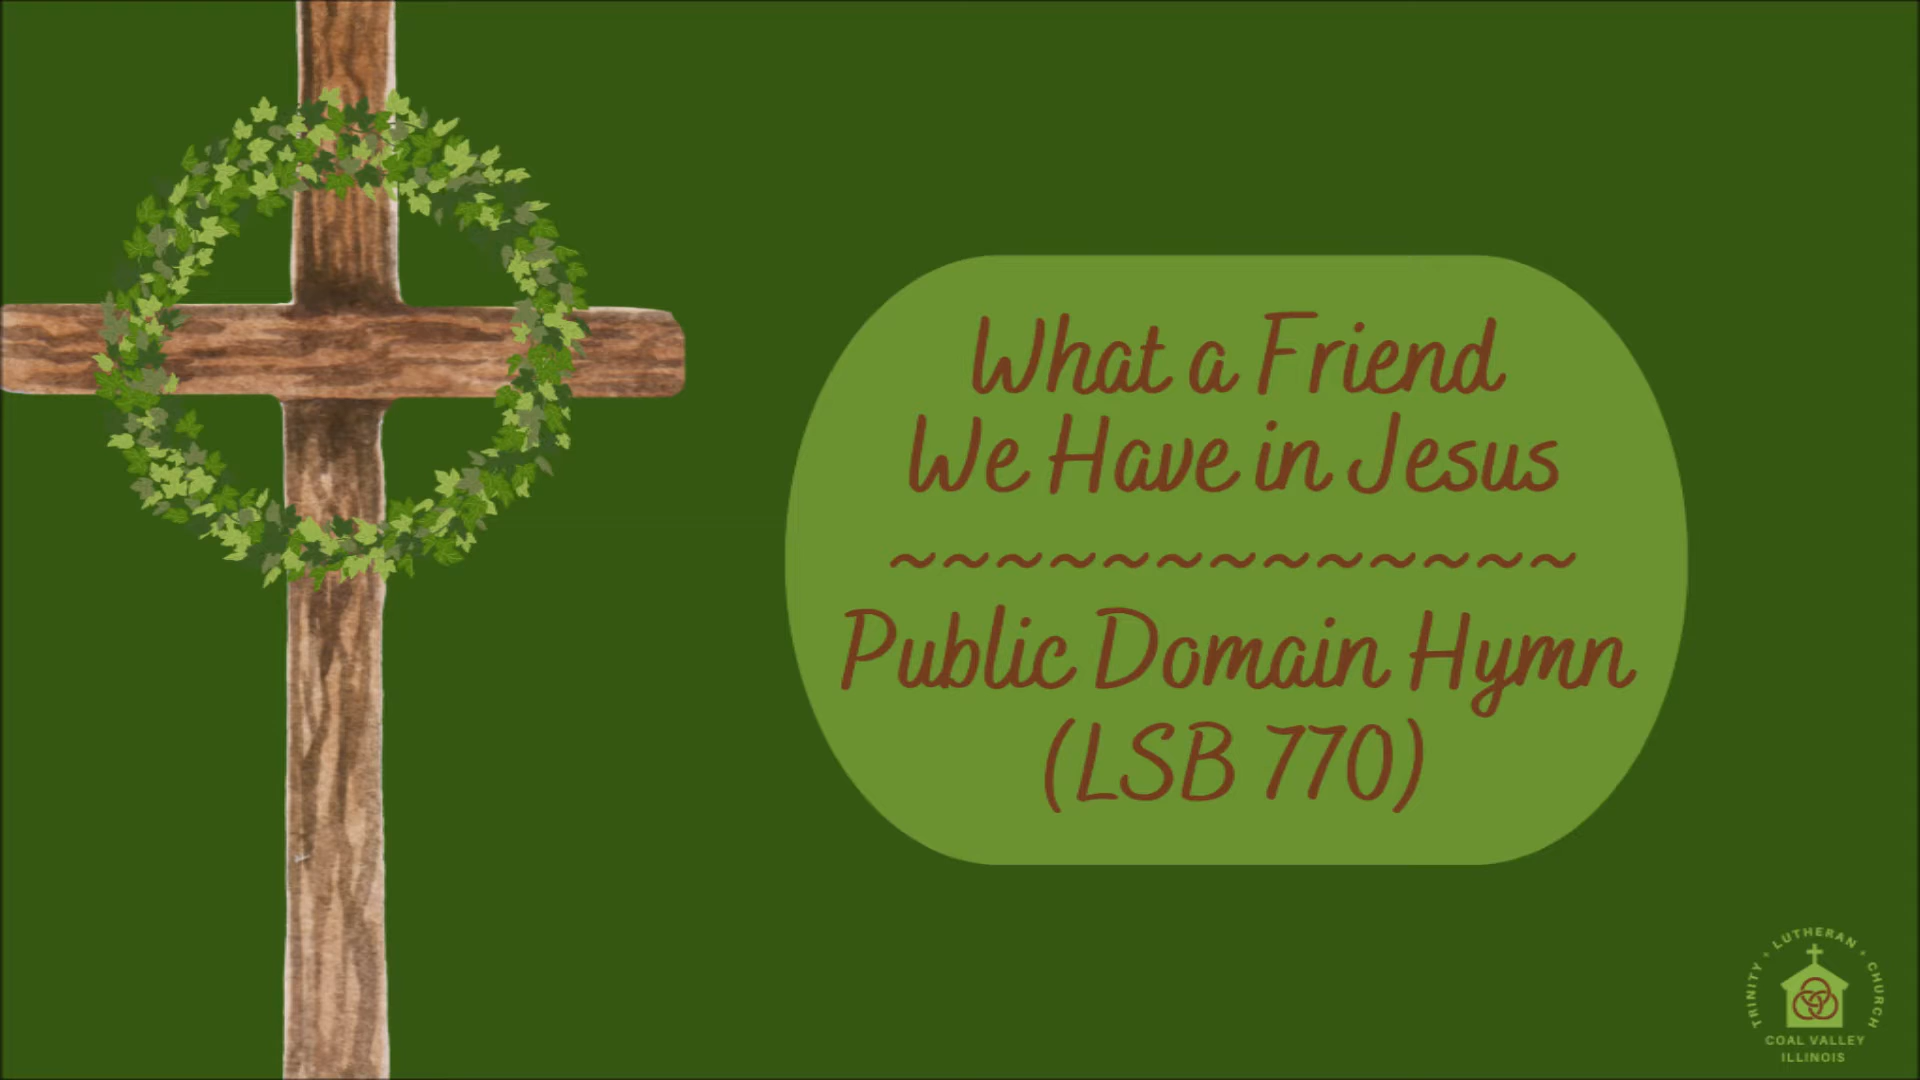 What a Friend
We Have in Jesus
~~~~~~~~~~~~~
Public Domain Hymn
(LSB 770)
TRINITY + LUTHERAN + CHURCH
COAL VALLEY
ILLINOIS